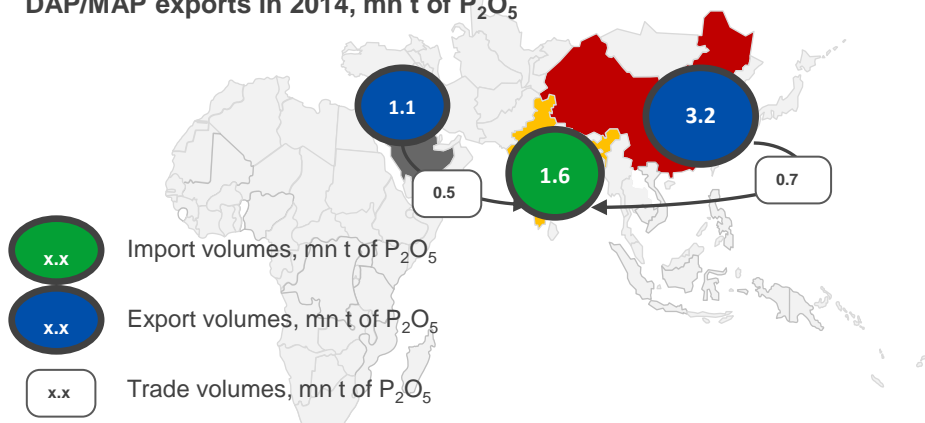 DAP/MAP exports in 2014, mn t of P₂O₅
1.1
3.2
1.6
0.5
0.7
x.x Import volumes, mn t of P₂O₅
x.x Export volumes, mn t of P₂O₅
x.x Trade volumes, mn t of P₂O₅